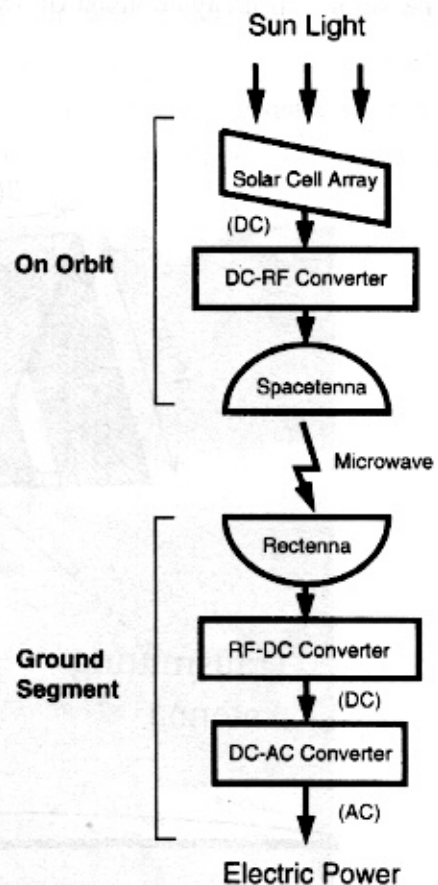 Sun Light
Solar Cell Array
(DC)
On Orbit
DC-RF Converter
Spacetenna
Microwave
Rectenna
RF-DC Converter
Ground
Segment
(DC)
DC-AC Converter
(AC)
Electric Power